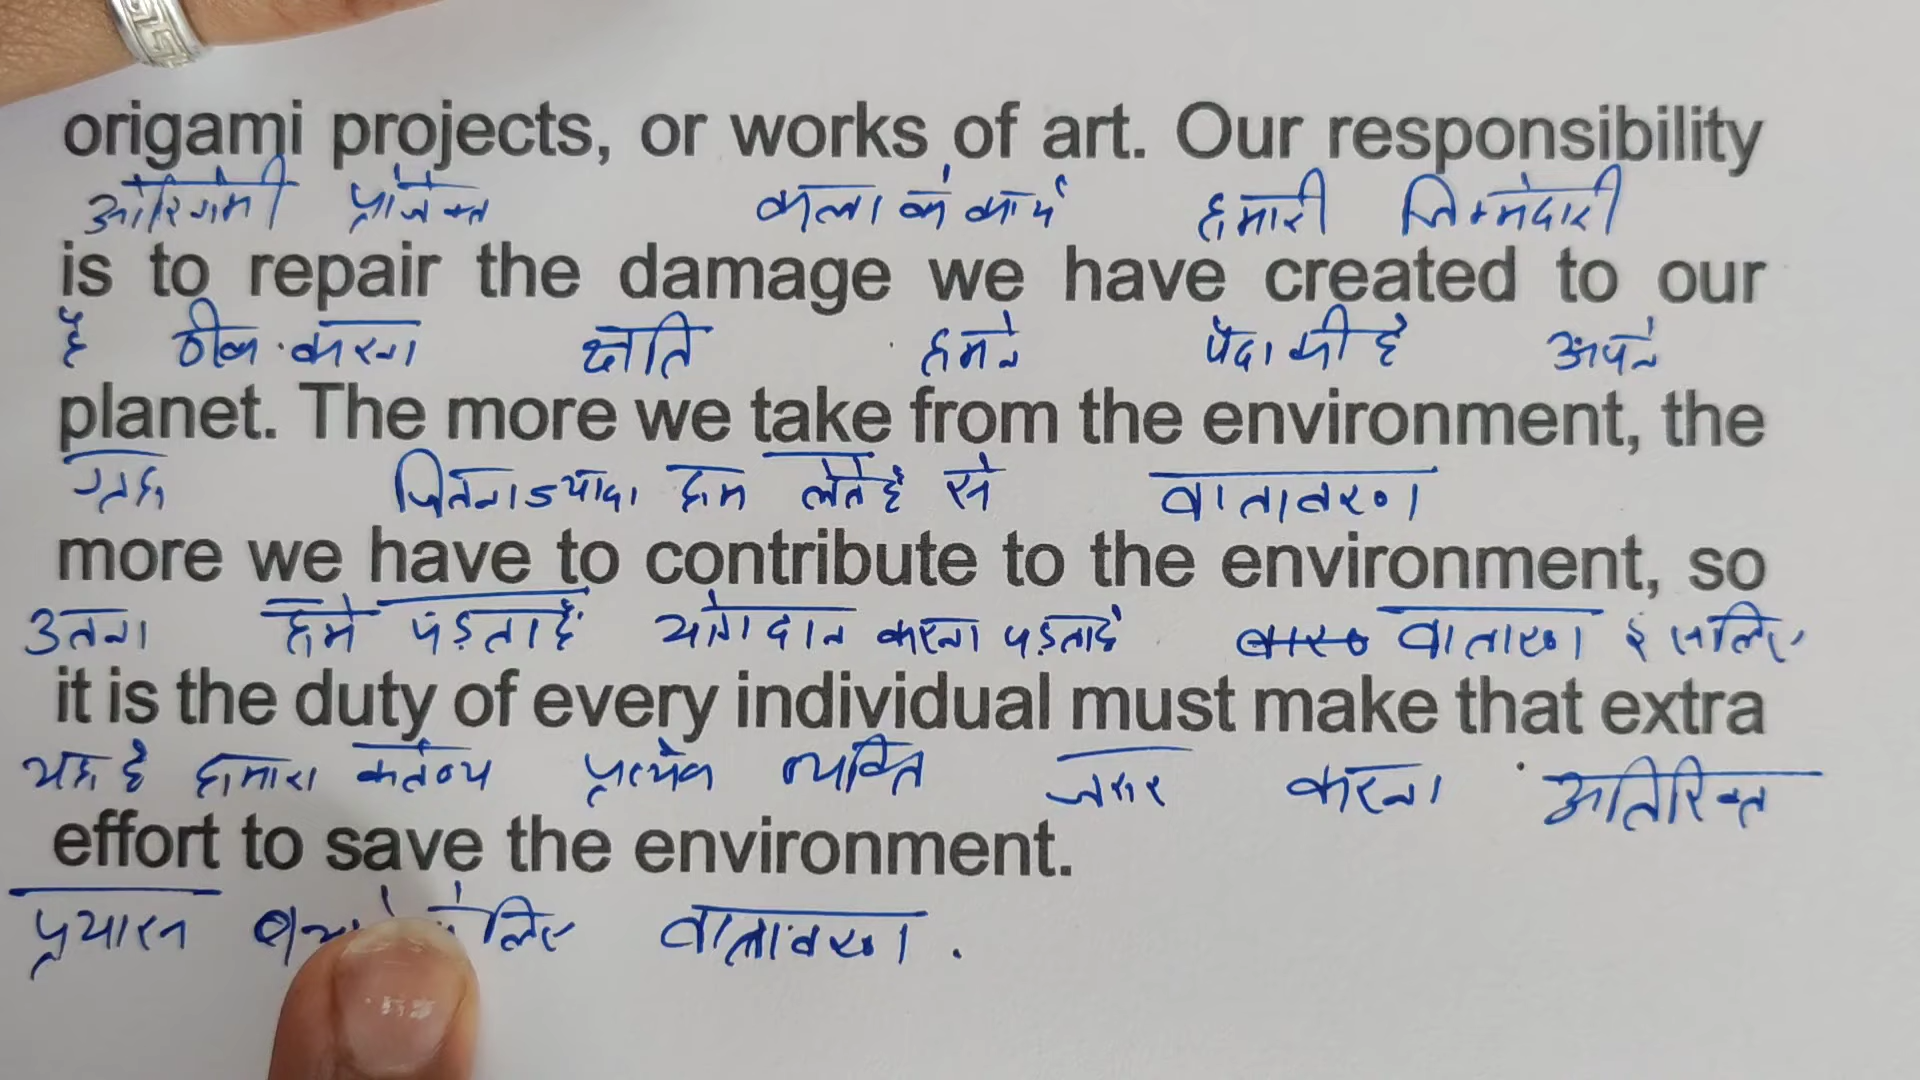 origami projects, or works of art. Our responsibility
ओरिगेमी प्रोजेक्ट कला के कार्य हमारी जिम्मेदारी
is to repair the damage we have created to our
है ठीक करना क्षति हमने पैदा की है अपने
planet. The more we take from the environment, the
ग्रह जितना ज्यादा हम लेते है से वातावरण
more we have to contribute to the environment, so
उतना हमे पड़ता है योगदान करना पड़ता है वातारण इसलिए
it is the duty of every individual must make that extra
यह है हमारा कर्तव्य प्रत्येक व्यक्ति जरूर करना अतिरिक्त
effort to save the environment.
प्रयास लिए वातावरण.